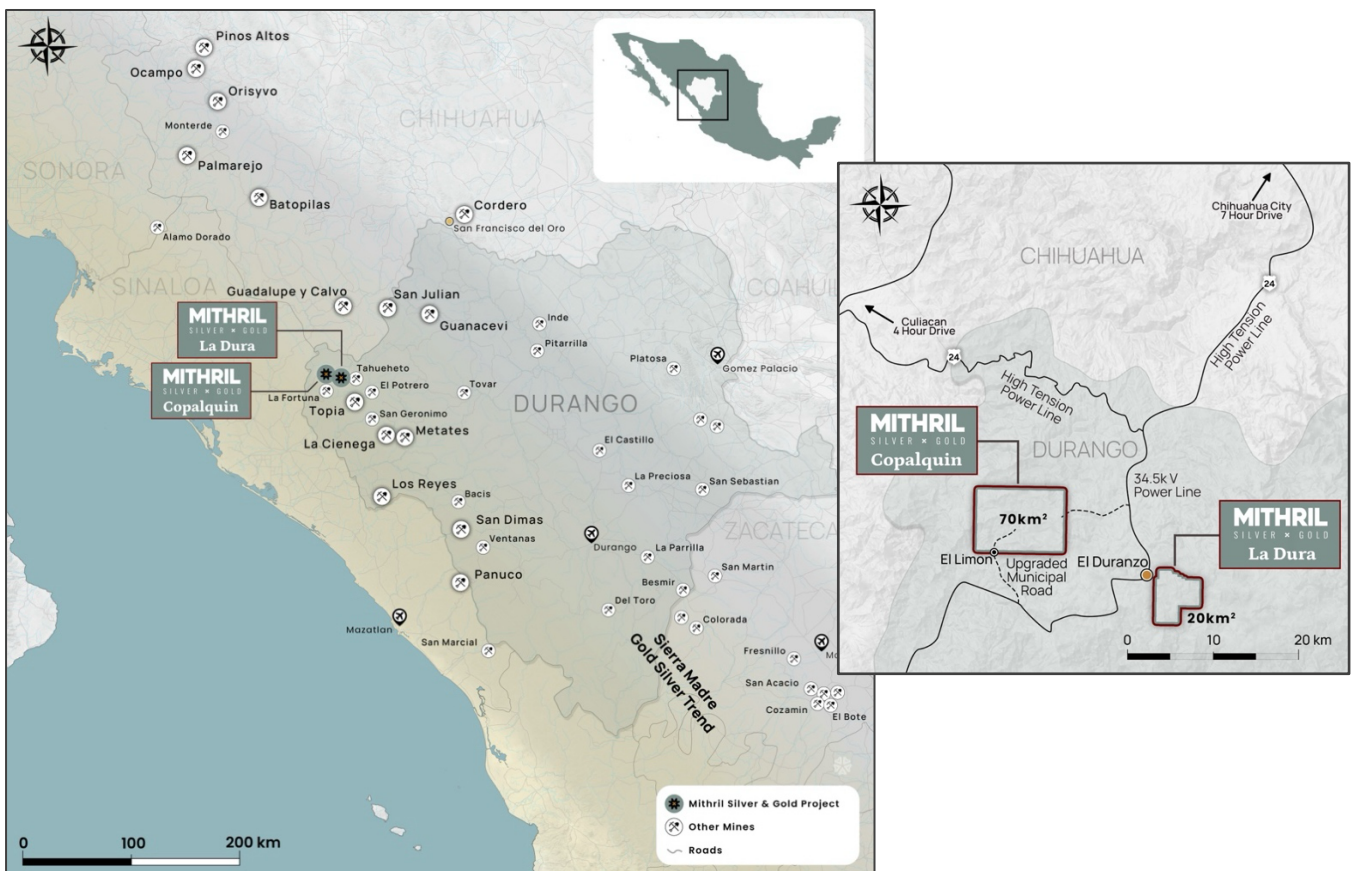 Pinos Altos
Ocampo
Orisyvo
Monterde
CHIHUAHUA
SONORA
Palmarejo
Batopilas
Cordero
San Francisco del Oro
Alamo Dorado
SINALOA
Guadalupe y Calvo
San Julian
COAHUIL
MITHRIL
SILVER × GOLD
La Dura
Guanacevi
Inde
Pitarrilla
Platosa
Gomez Palacio
MITHRIL
SILVER × GOLD
Copalquin
Tahueheto
La Fortuna
El Potrero
Tovar
Topia
San Geronimo
DURANGO
La Cienega
Metates
El Castillo
La Preciosa
San Sebastian
Los Reyes
Bacis
San Dimas
Ventanas
ZACATECA
Durango
La Parrilla
San Martin
Panuco
Besmir
Del Toro
Colorada
Mazatlan
San Marcial
Sierra Madre
Gold Silver Trend
Fresnillo
San Acacio
Cozamin
El Bote
Mithril Silver & Gold Project
Other Mines
Roads
0 100 200 km
Chihuahua City
7 Hour Drive
CHIHUAHUA
24
Culiacan
4 Hour Drive
24
High Tension
Power Line
High Tension
Power Line
MITHRIL
SILVER × GOLD
Copalquin
DURANGO
34.5k V
Power Line
70km²
MITHRIL
SILVER × GOLD
La Dura
El Limon
Upgraded
Municipal
Road
El Duranzo
20km²
0 10 20 km